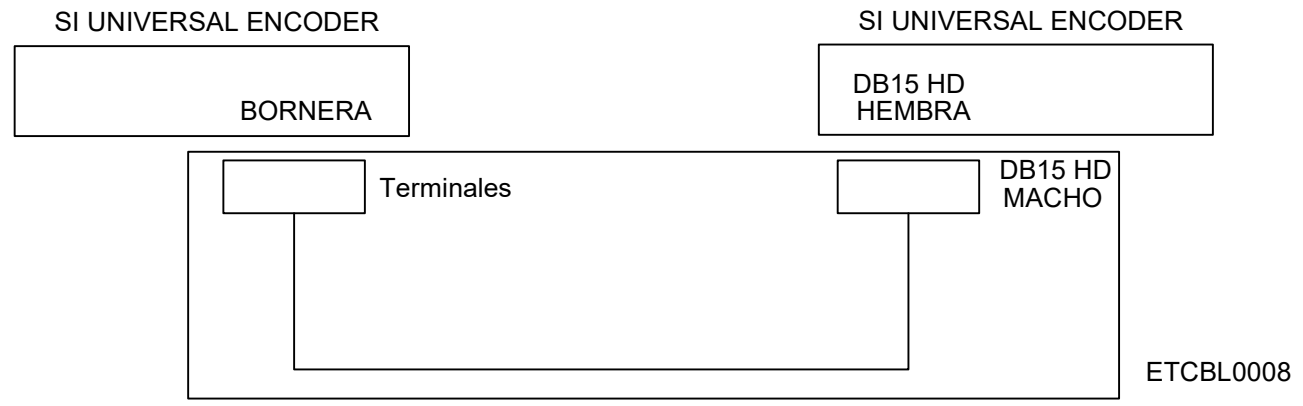 SI UNIVERSAL ENCODER
SI UNIVERSAL ENCODER
BORNERA
DB15 HD
HEMBRA
Terminales
DB15 HD
MACHO
ETCBL0008